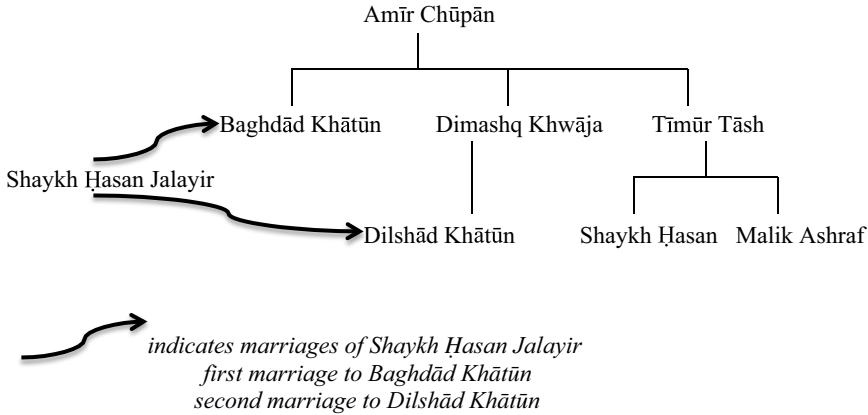 Amīr Chūpān
Baghdād Khātūn Dimashq Khwāja Tīmūr Tāsh
Shaykh Ḥasan Jalayir
Dilshād Khātūn Shaykh Ḥasan Malik Ashraf
indicates marriages of Shaykh Ḥasan Jalayir
first marriage to Baghdād Khātūn
second marriage to Dilshād Khātūn